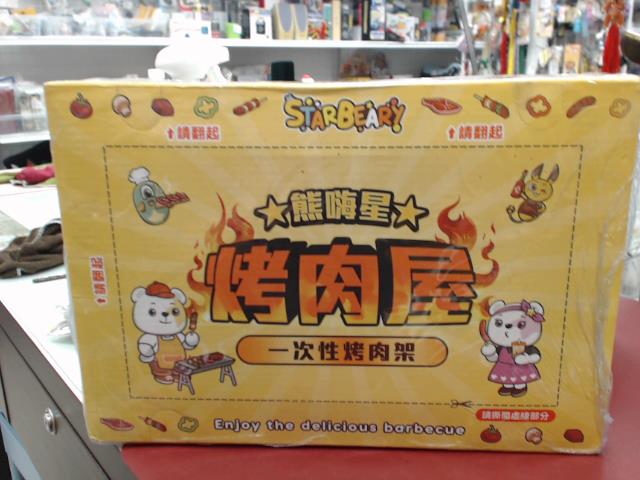 STARBEARY
請翻起
請翻起
熊嗨星
請翻起
烤肉屋
一次性烤肉架
請撕開虛線部分
Enjoy the delicious barbecue